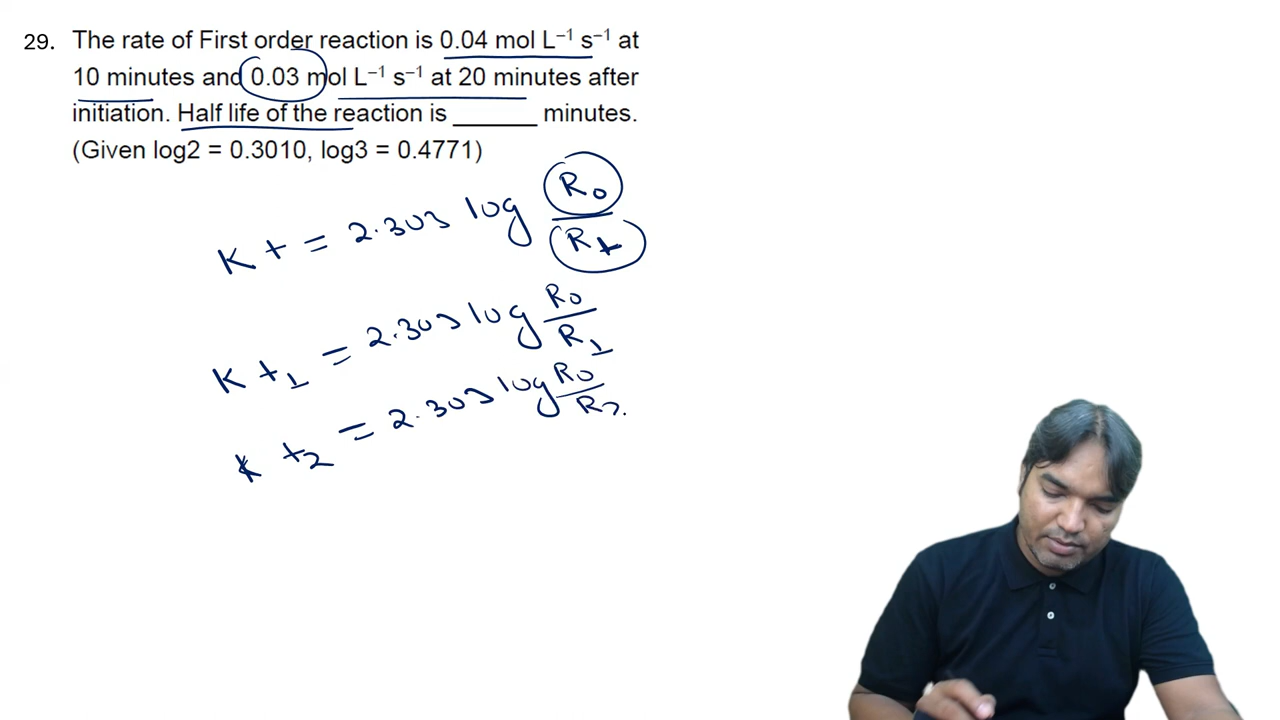 29. The rate of First order reaction is 0.04 mol L⁻¹ s⁻¹ at
10 minutes and 0.03 mol L⁻¹ s⁻¹ at 20 minutes after
initiation. Half life of the reaction is ______ minutes.
(Given log2 = 0.3010, log3 = 0.4771)
K t = 2.303 log R₀/R_t
K t₁ = 2.303 log R₀/R₁
K t₂ = 2.303 log R₀/R₂.